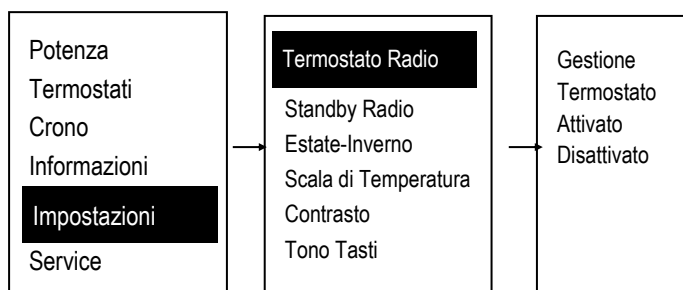 Potenza
Termostati
Crono
Informazioni
Impostazioni
Service
Termostato Radio
Standby Radio
Estate-Inverno
Scala di Temperatura
Contrasto
Tono Tasti
Gestione
Termostato
Attivato
Disattivato